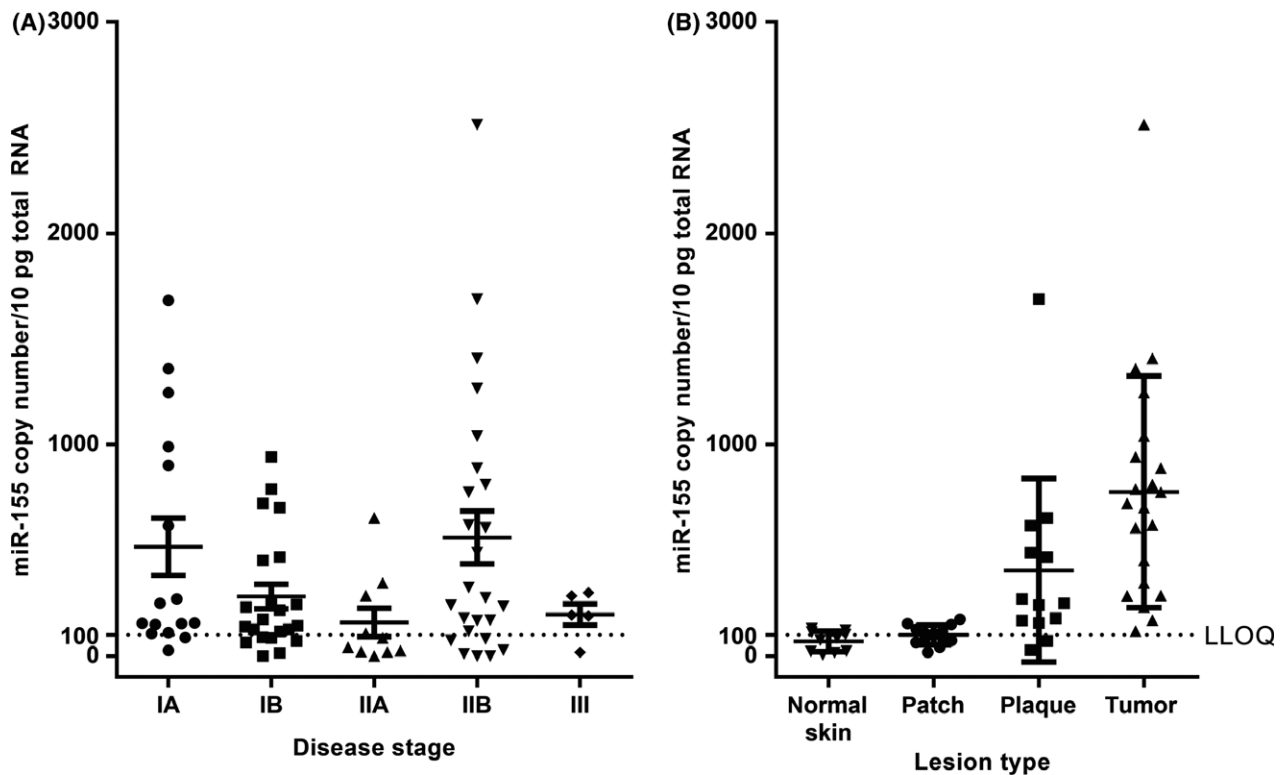 (A)
miR-155 copy number/10 pg total RNA
3000
2000
1000
100
0
IA IB IIA IIB III
Disease stage
(B)
miR-155 copy number/10 pg total RNA
3000
2000
1000
100
0
LLOQ
Normal skin Patch Plaque Tumor
Lesion type